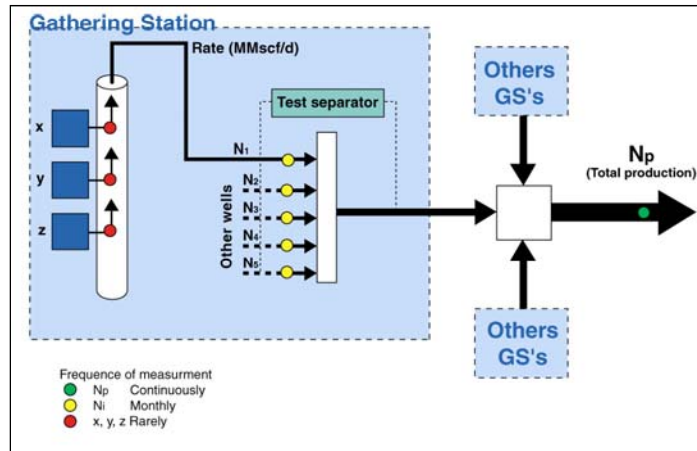 Gathering Station
Rate (MMscf/d)
Test separator
x
y
z
N1
N2
N3
N4
N5
Other wells
Others
GS's
Np
(Total production)
Others
GS's
Frequence of measurment
Np Continuously
Ni Monthly
x, y, z Rarely